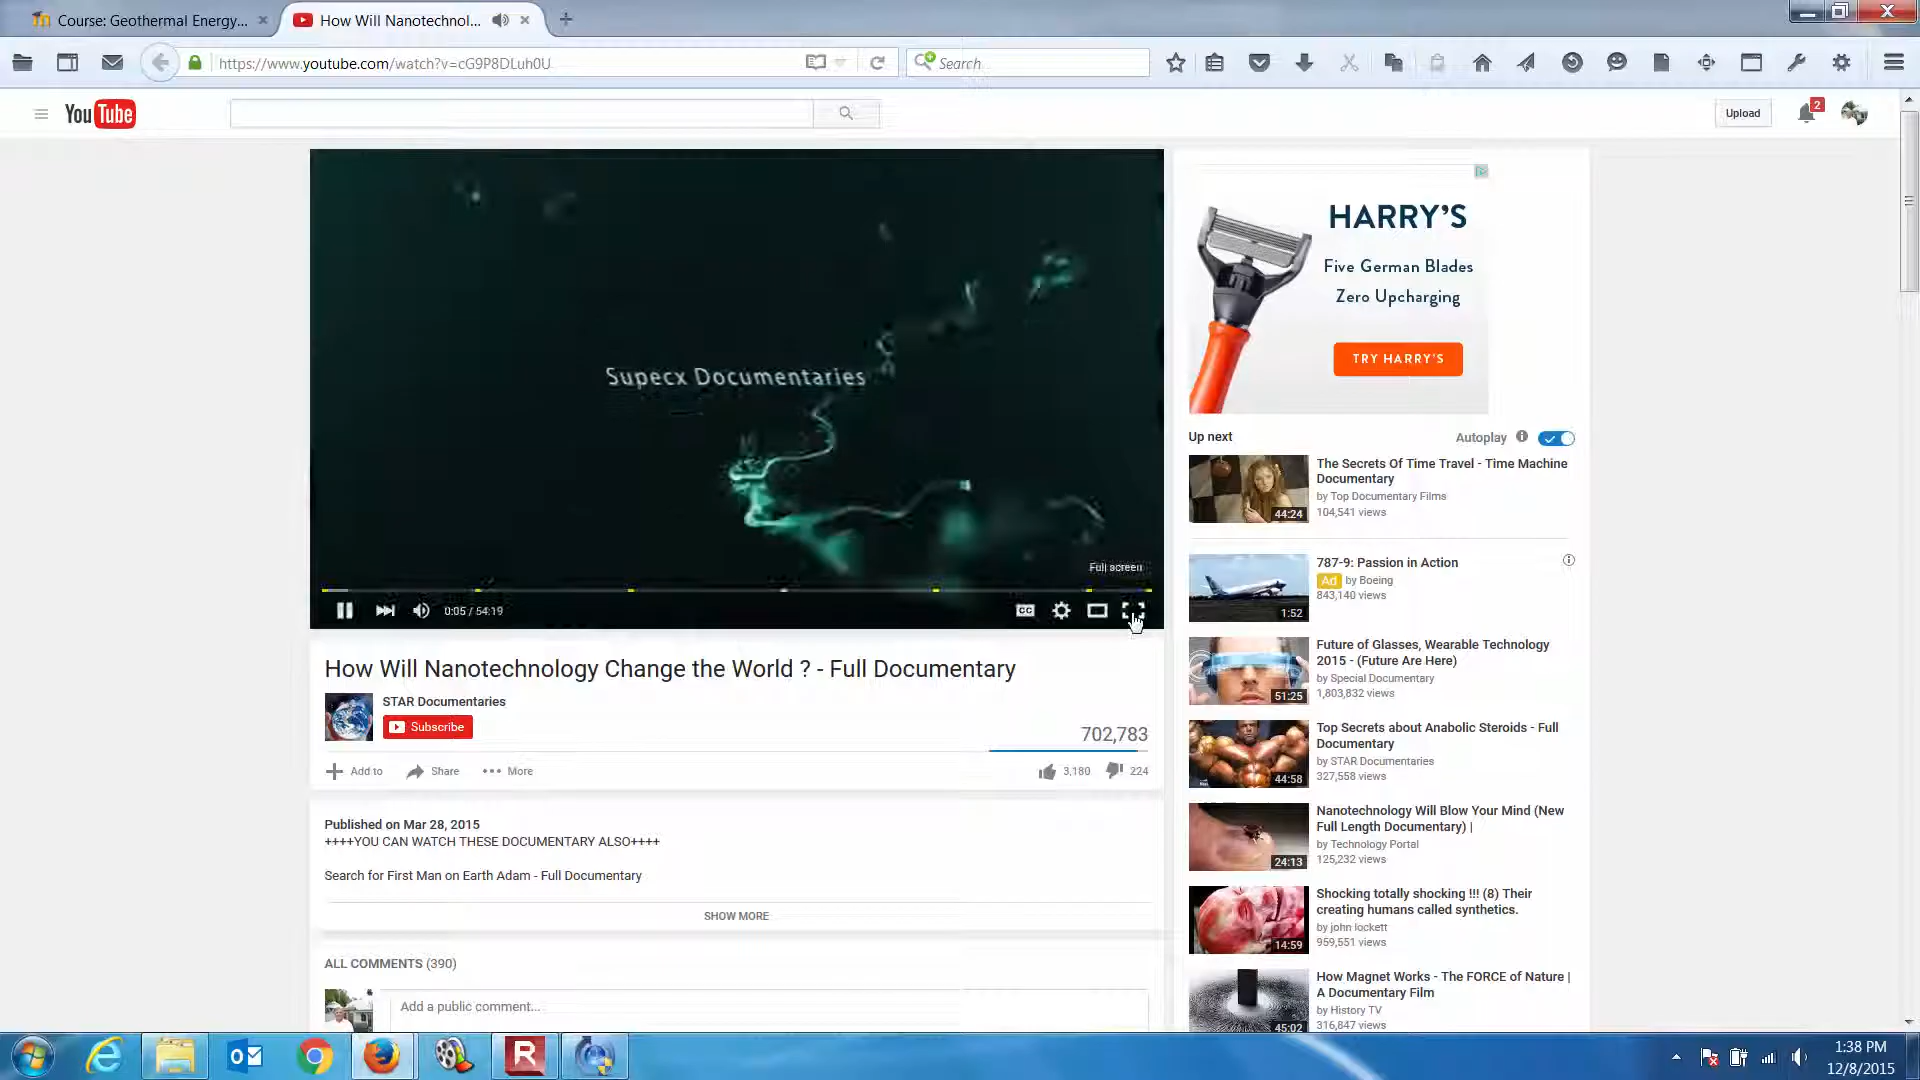 Course: Geothermal Energy...
How Will Nanotechnol...
https://www.youtube.com/watch?v=cG9P8DLuh0U
Search
YouTube
Upload
2
Supecx Documentaries
Full screen
0:05 / 54:19
CC
How Will Nanotechnology Change the World ? - Full Documentary
STAR Documentaries
Subscribe
702,783
Add to
Share
More
3,180
224
Published on Mar 28, 2015
++++YOU CAN WATCH THESE DOCUMENTARY ALSO++++
Search for First Man on Earth Adam - Full Documentary
SHOW MORE
ALL COMMENTS (390)
Add a public comment...
HARRY'S
Five German Blades
Zero Upcharging
TRY HARRY'S
Up next
Autoplay
The Secrets Of Time Travel - Time Machine
Documentary
by Top Documentary Films
104,541 views
44:24
787-9: Passion in Action
Ad by Boeing
843,140 views
1:52
Future of Glasses, Wearable Technology
2015 - (Future Are Here)
by Special Documentary
1,803,832 views
51:25
Top Secrets about Anabolic Steroids - Full
Documentary
by STAR Documentaries
327,558 views
44:58
Nanotechnology Will Blow Your Mind (New
Full Length Documentary) |
by Technology Portal
125,232 views
24:13
Shocking totally shocking !!! (8) Their
creating humans called synthetics.
by john lockett
959,551 views
14:59
How Magnet Works - The FORCE of Nature |
A Documentary Film
by History TV
316,847 views
45:02
1:38 PM
12/8/2015